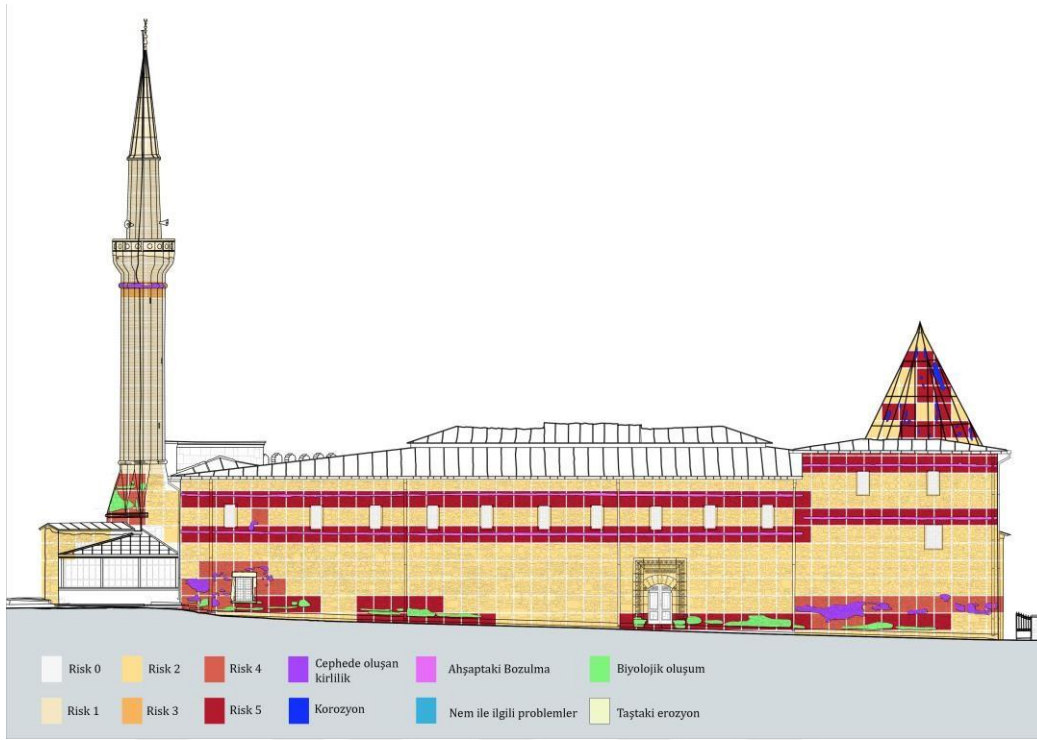 Risk 0
Risk 2
Risk 4
Cephede oluşan
kirlilik
Ahşaptaki Bozulma
Biyolojik oluşum
Risk 1
Risk 3
Risk 5
Korozyon
Nem ile ilgili problemler
Taştaki erozyon